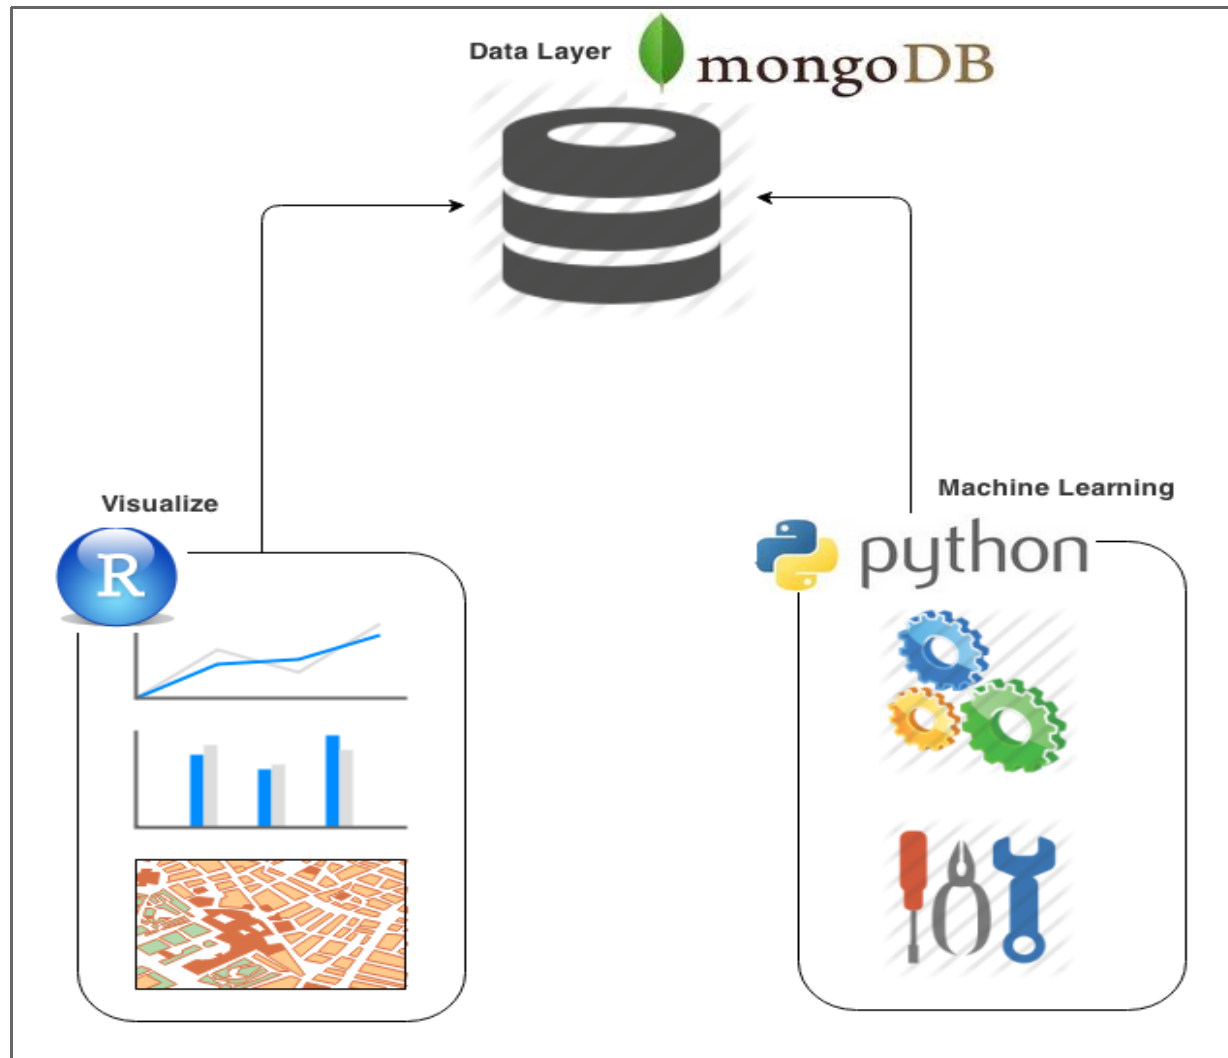 Data Layer
mongoDB
Visualize
R
Machine Learning
python